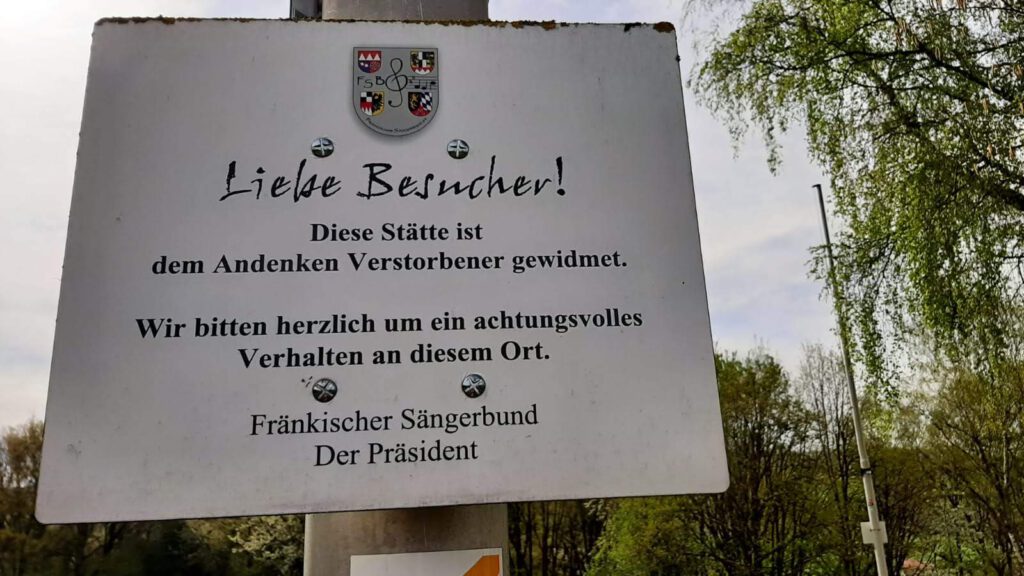 FSB
Liebe Besucher!
Diese Stätte ist
dem Andenken Verstorbener gewidmet.
Wir bitten herzlich um ein achtungsvolles
Verhalten an diesem Ort.
Fränkischer Sängerbund
Der Präsident